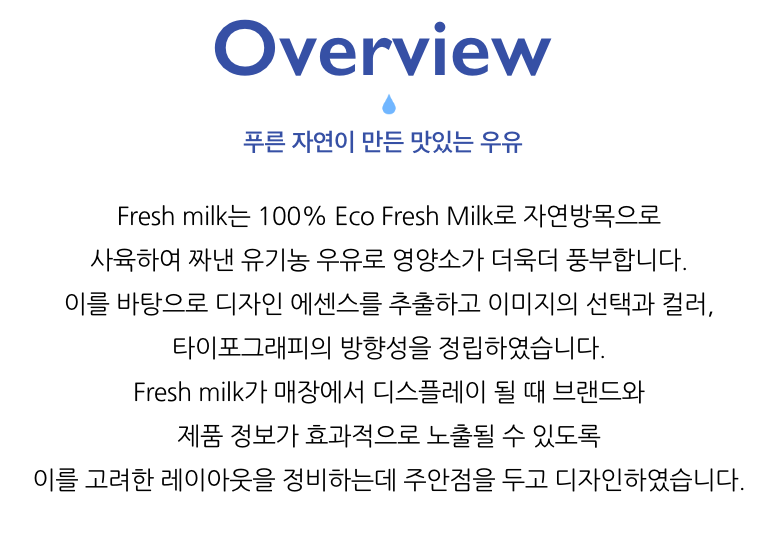 Overview
푸른 자연이 만든 맛있는 우유
Fresh milk는 100% Eco Fresh Milk로 자연방목으로
사육하여 짜낸 유기농 우유로 영양소가 더욱더 풍부합니다.
이를 바탕으로 디자인 에센스를 추출하고 이미지의 선택과 컬러,
타이포그래피의 방향성을 정립하였습니다.
Fresh milk가 매장에서 디스플레이 될 때 브랜드와
제품 정보가 효과적으로 노출될 수 있도록
이를 고려한 레이아웃을 정비하는데 주안점을 두고 디자인하였습니다.